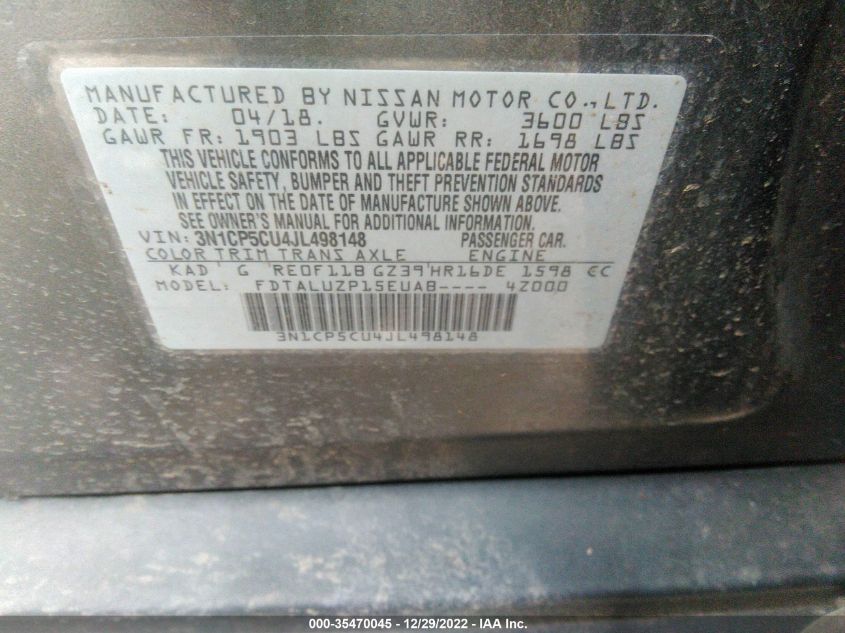 MANUFACTURED BY NISSAN MOTOR CO.,LTD.
DATE: 04/18. GVWR: 3600 LBS
GAWR FR: 1903 LBS GAWR RR: 1698 LBS
THIS VEHICLE CONFORMS TO ALL APPLICABLE FEDERAL MOTOR
VEHICLE SAFETY, BUMPER AND THEFT PREVENTION STANDARDS
IN EFFECT ON THE DATE OF MANUFACTURE SHOWN ABOVE.
SEE OWNER'S MANUAL FOR ADDITIONAL INFORMATION.
VIN: 3N1CP5CU4JL498148 PASSENGER CAR.
COLOR TRIM TRANS AXLE ENGINE
KAD G RE0F11B GZ39 HR16DE 1598 CC
MODEL: FDTALUZP15EUAB---- 4Z000
3N1CP5CU4JL498148
000-35470045 - 12/29/2022 - IAA Inc.